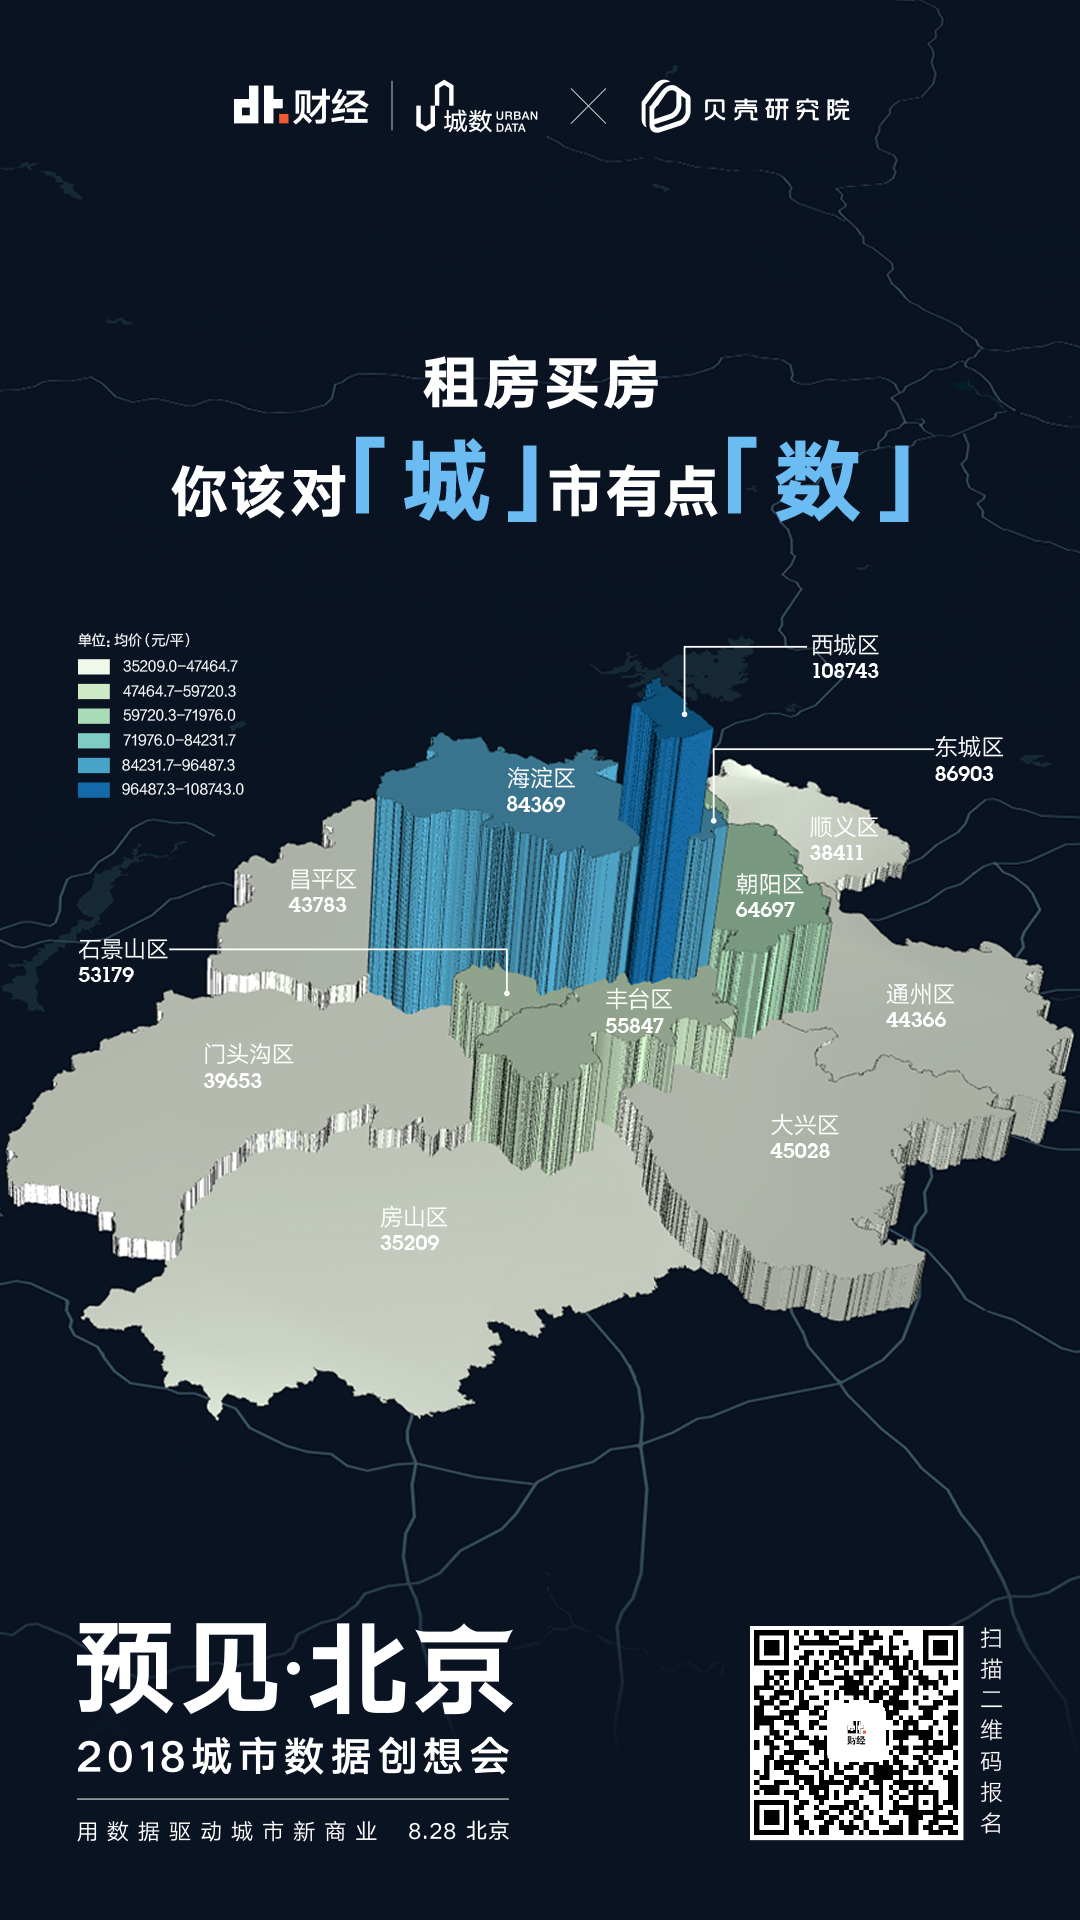 dt.财经 城数 URBAN DATA × 贝壳研究院
租房买房
你该对「城」市有点「数」
单位:均价(元/平)
35209.0—47464.7
47464.7—59720.3
59720.3—71976.0
71976.0—84231.7
84231.7—96487.3
96487.3—108743.0
西城区
108743
东城区
86903
海淀区
84369
顺义区
38411
昌平区
43783
朝阳区
64697
石景山区
53179
丰台区
55847
通州区
44366
门头沟区
39653
大兴区
45028
房山区
35209
预见·北京
2018城市数据创想会
用数据驱动城市新商业 8.28 北京
dt.
财经
扫描二维码报名